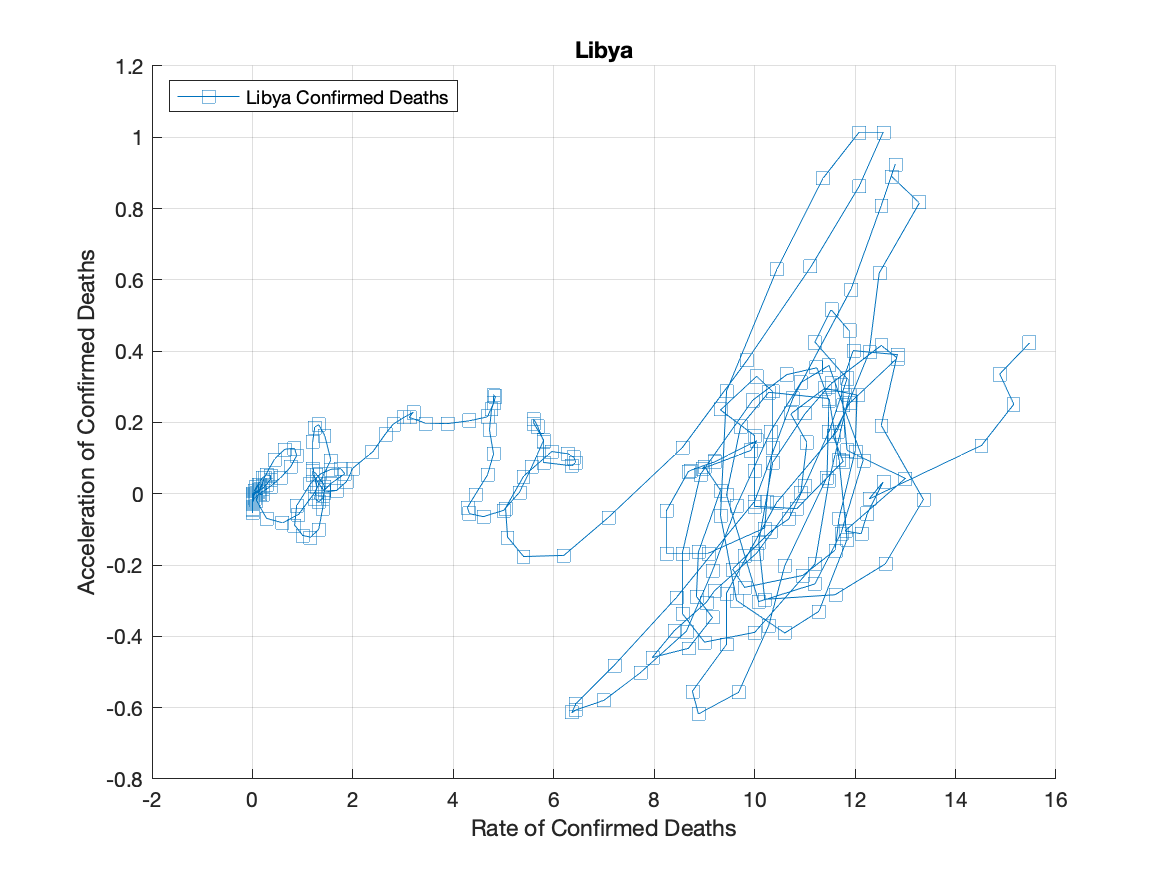 Libya
Libya Confirmed Deaths
Acceleration of Confirmed Deaths
1.2
1
0.8
0.6
0.4
0.2
0
-0.2
-0.4
-0.6
-0.8
-2 0 2 4 6 8 10 12 14 16
Rate of Confirmed Deaths